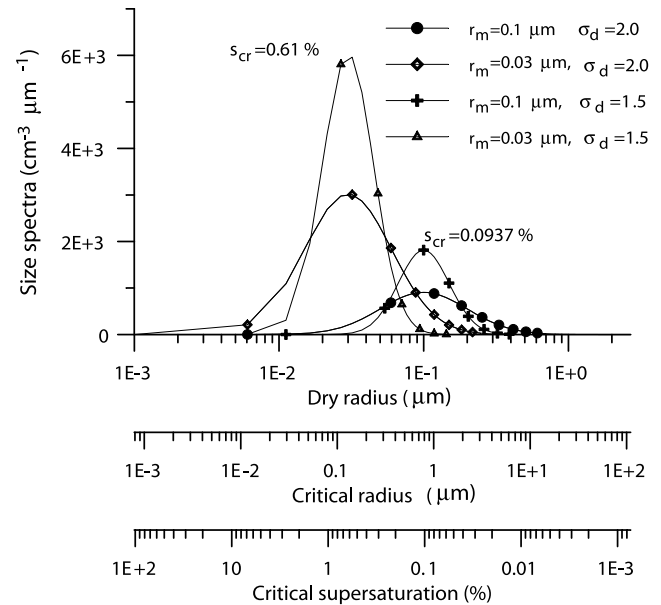 Size spectra (cm⁻³ μm ⁻¹)
6E+3
4E+3
2E+3
0
s_cr=0.61 %
s_cr=0.0937 %
r_m=0.1 μm σ_d=2.0
r_m=0.03 μm, σ_d=2.0
r_m=0.1 μm, σ_d=1.5
r_m=0.03 μm, σ_d=1.5
1E-3 1E-2 1E-1 1E+0
Dry radius (μm)
1E-3 1E-2 0.1 1 1E+1 1E+2
Critical radius (μm)
1E+2 10 1 0.1 0.01 1E-3
Critical supersaturation (%)